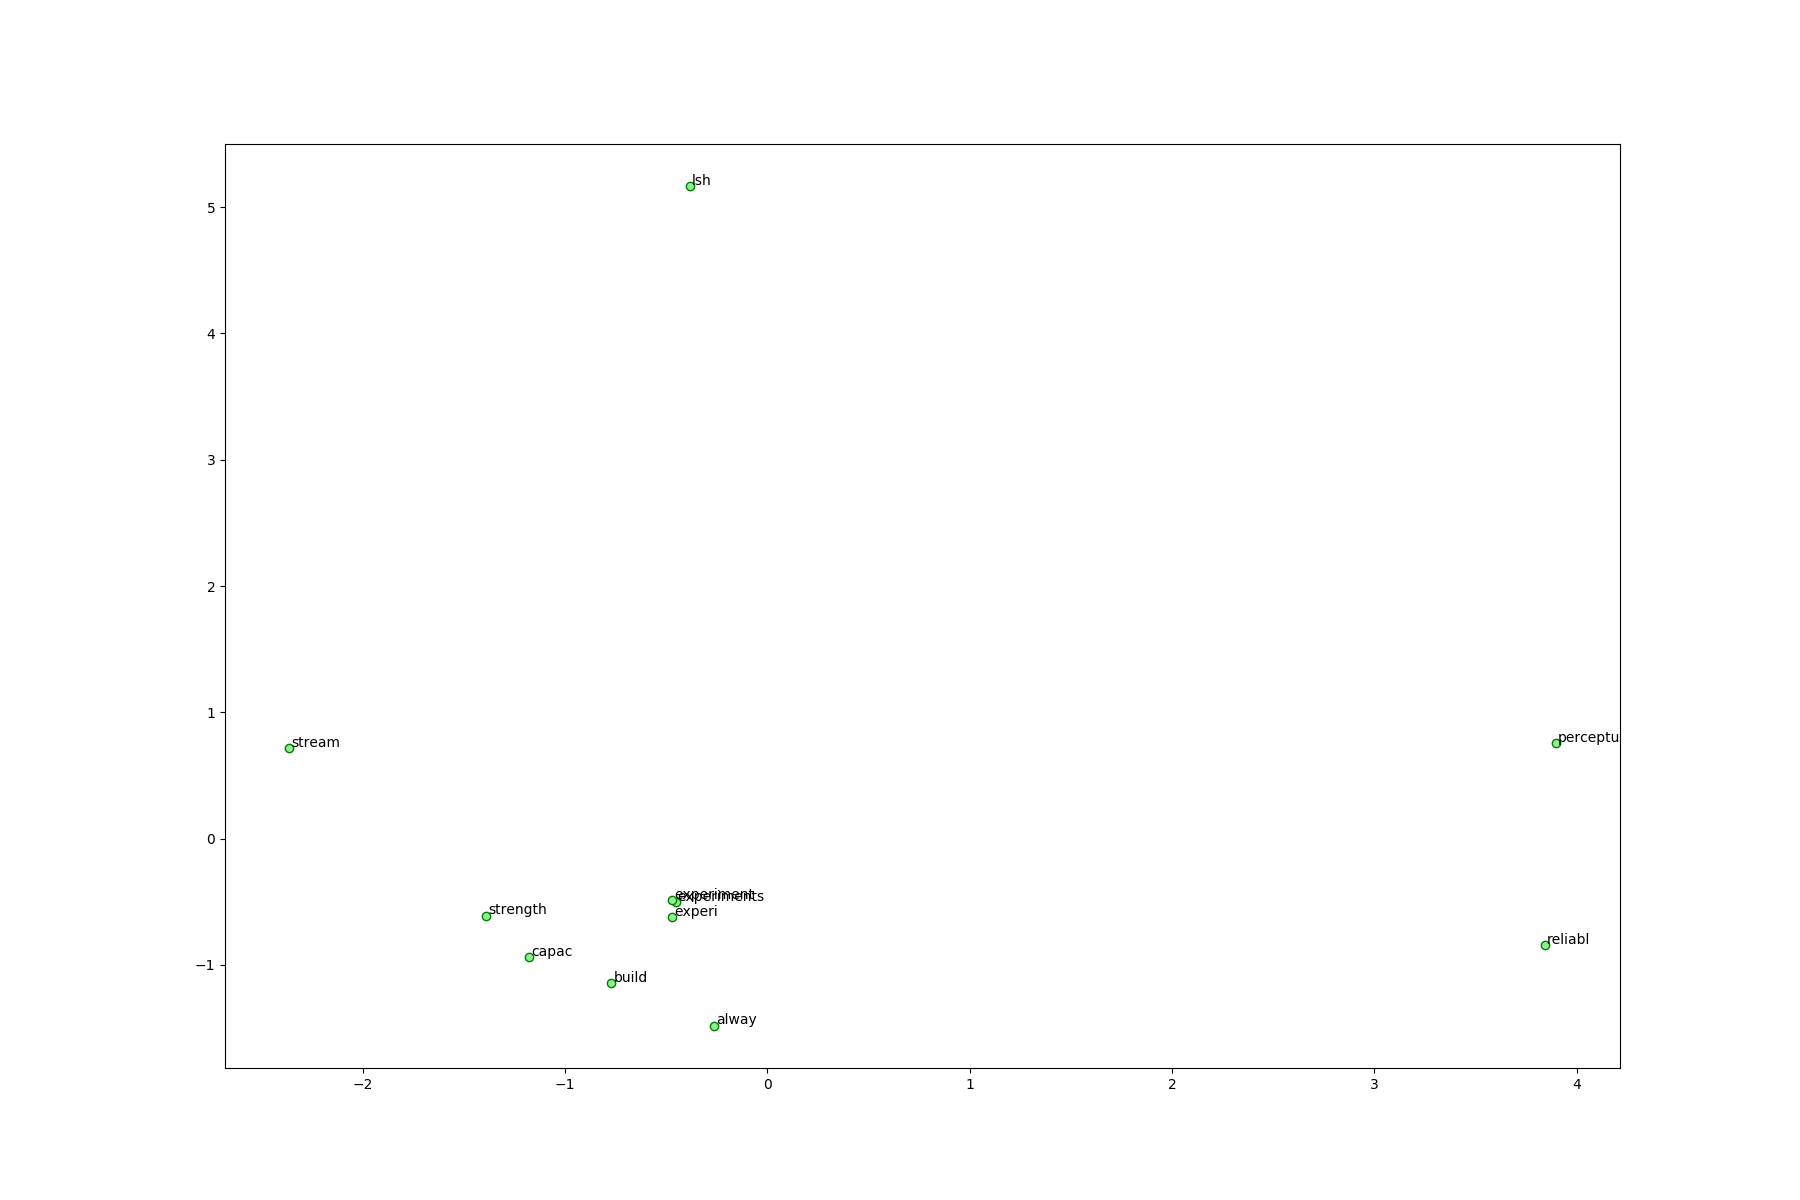 lsh
5
4
3
2
1
stream
perceptu
0
experiment
experiments
strength
experi
reliabl
capac
−1
build
alway
−2
−1
0
1
2
3
4